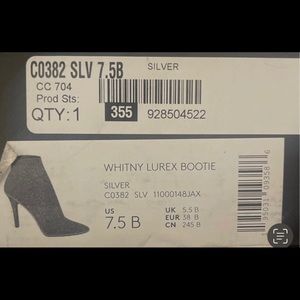 C0382 SLV 7.5B
SILVER
CC 704
Prod Sts:
QTY: 1
355
928504522
WHITNY LUREX BOOTIE
SILVER
C0382 SLV 11000148JAX
US
7.5 B
UK 5.5 B
EUR 38 B
CN 245 B